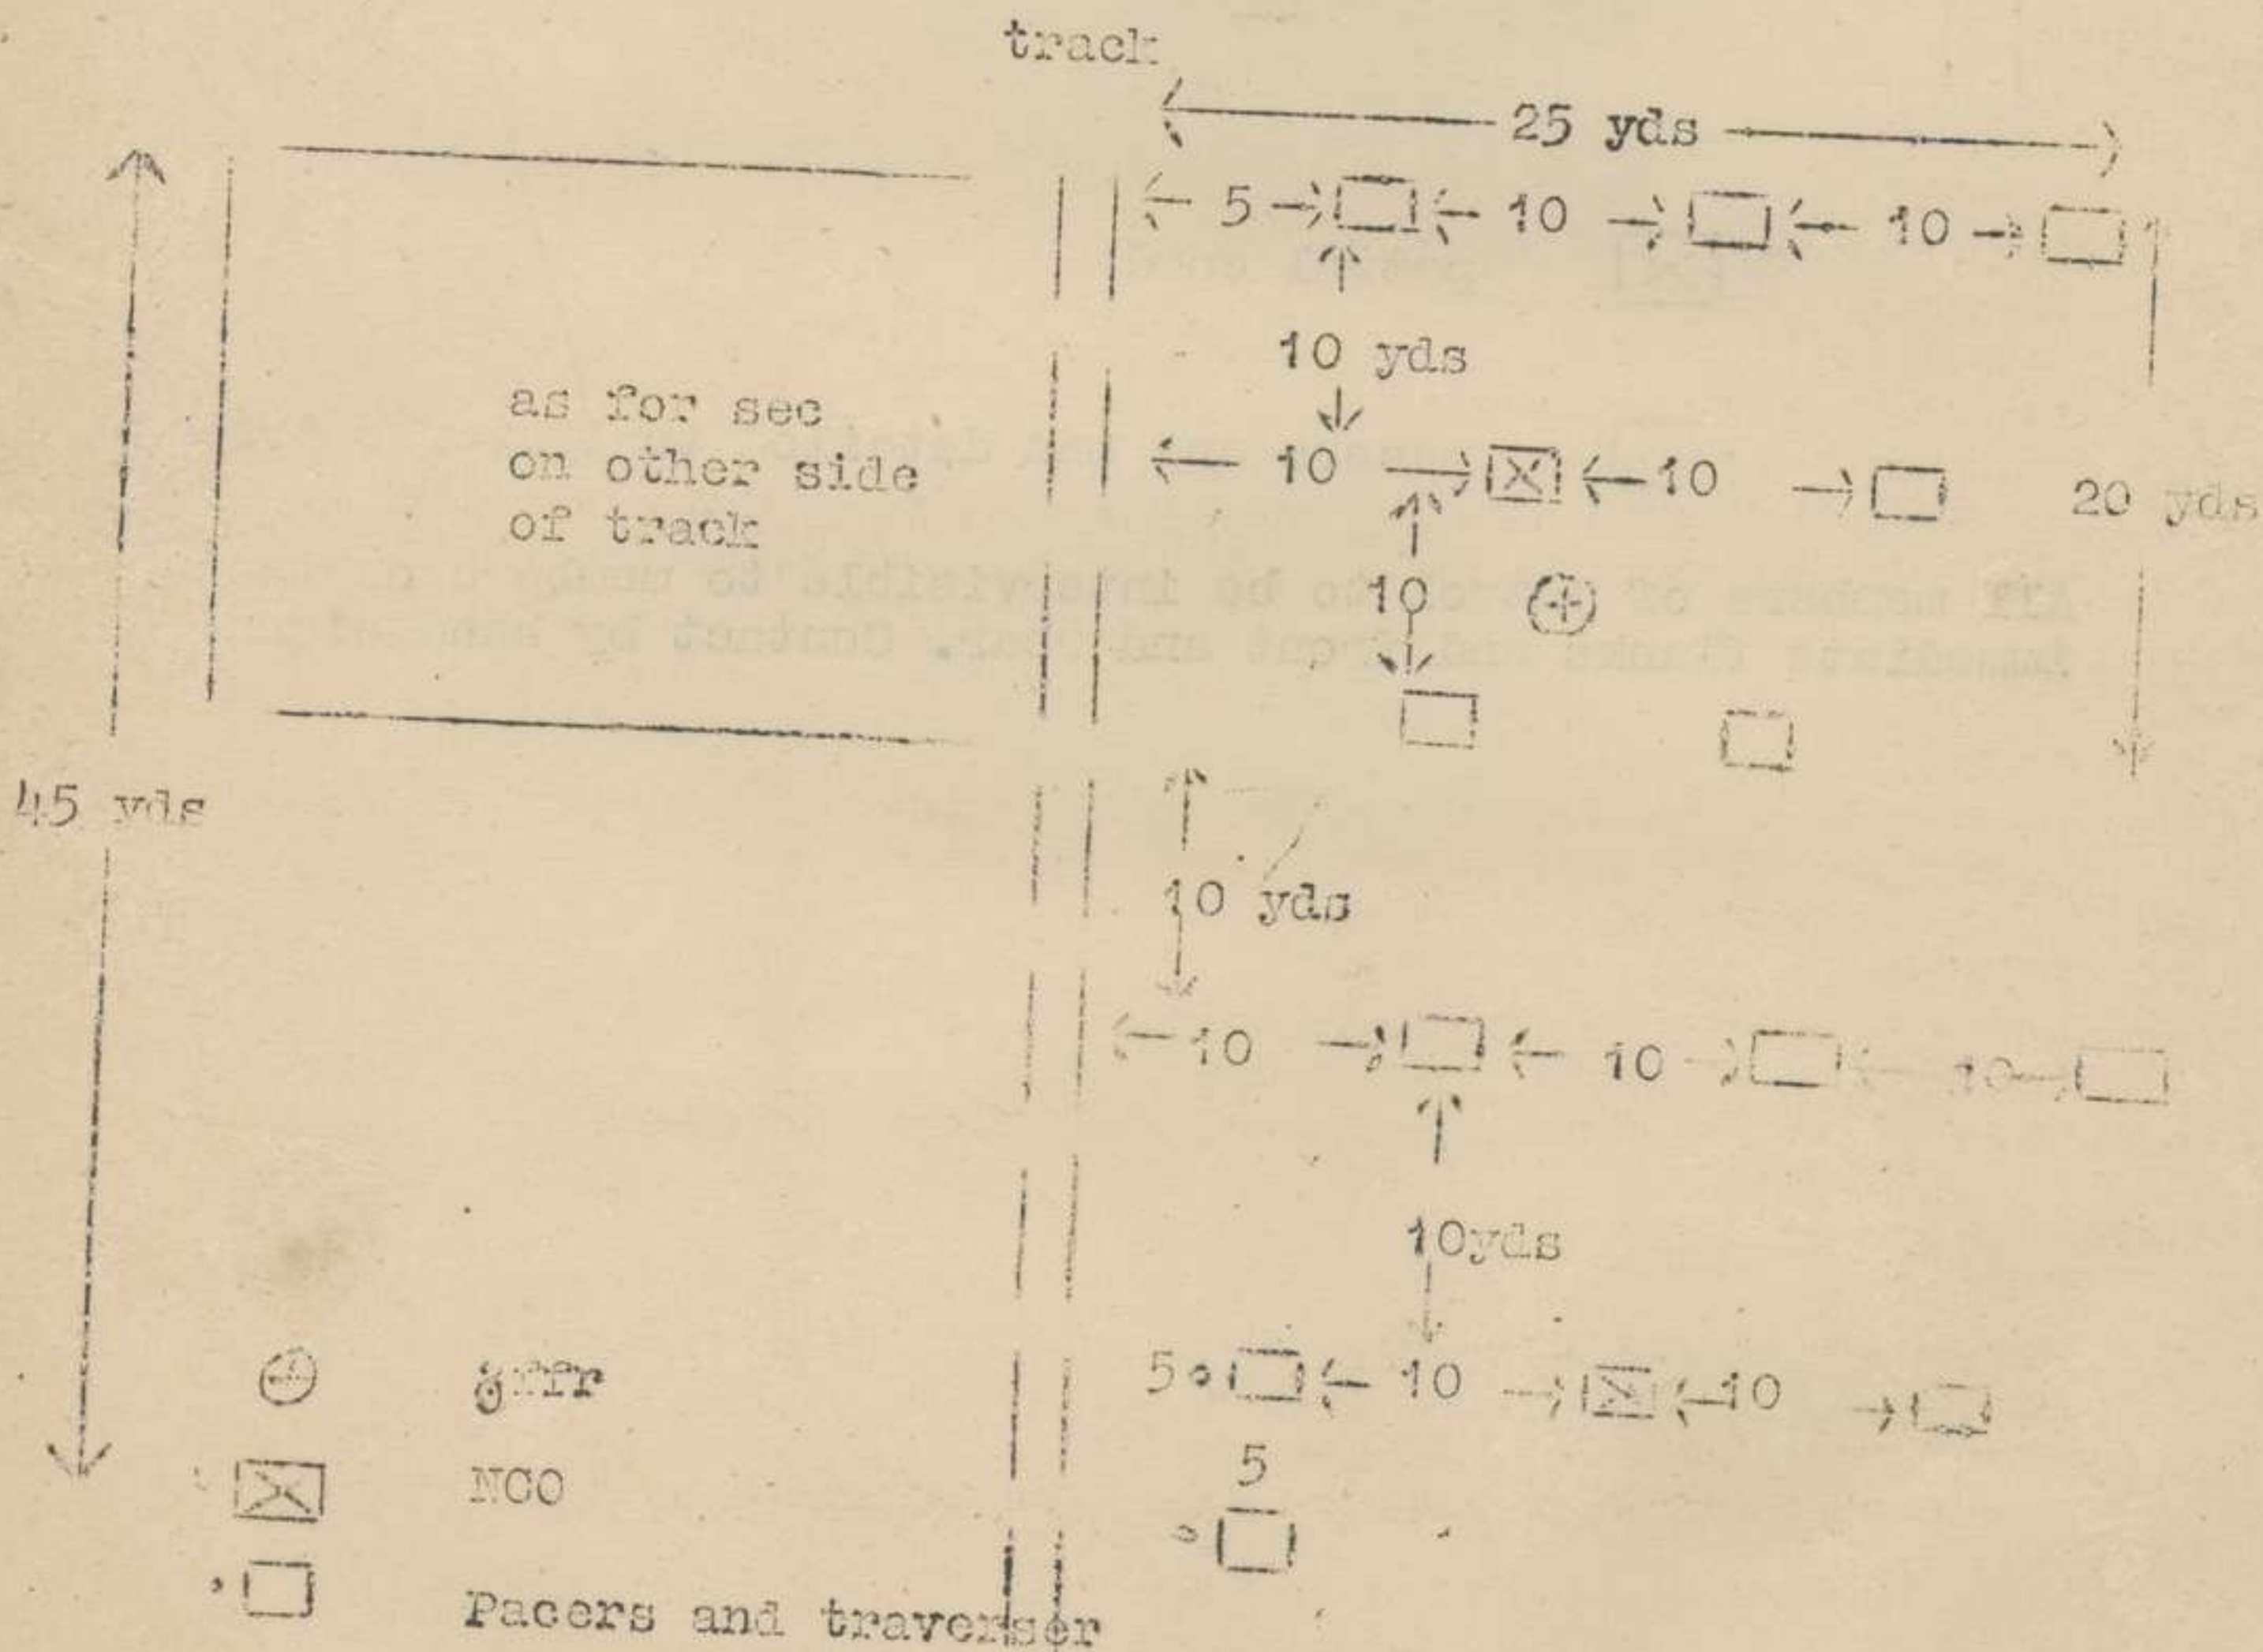 track
25 yds
5 10 10
10 yds
as for sec
on other side
of track
10 10
20 yds
10
45 yds
10 yds
10 10 10
10yds
5 10 10
NCO
5
Pacers and traverser